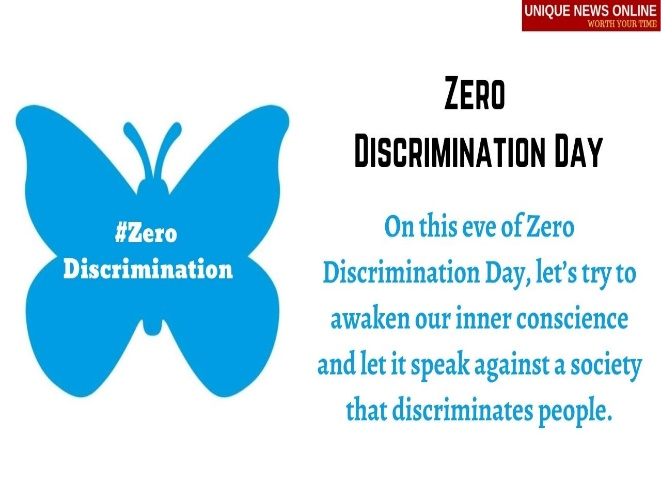 UNIQUE NEWS ONLINE
WORTH YOUR TIME
ZERO
DISCRIMINATION DAY
#Zero
Discrimination
On this eve of Zero
Discrimination Day, let's try to
awaken our inner conscience
and let it speak against a society
that discriminates people.